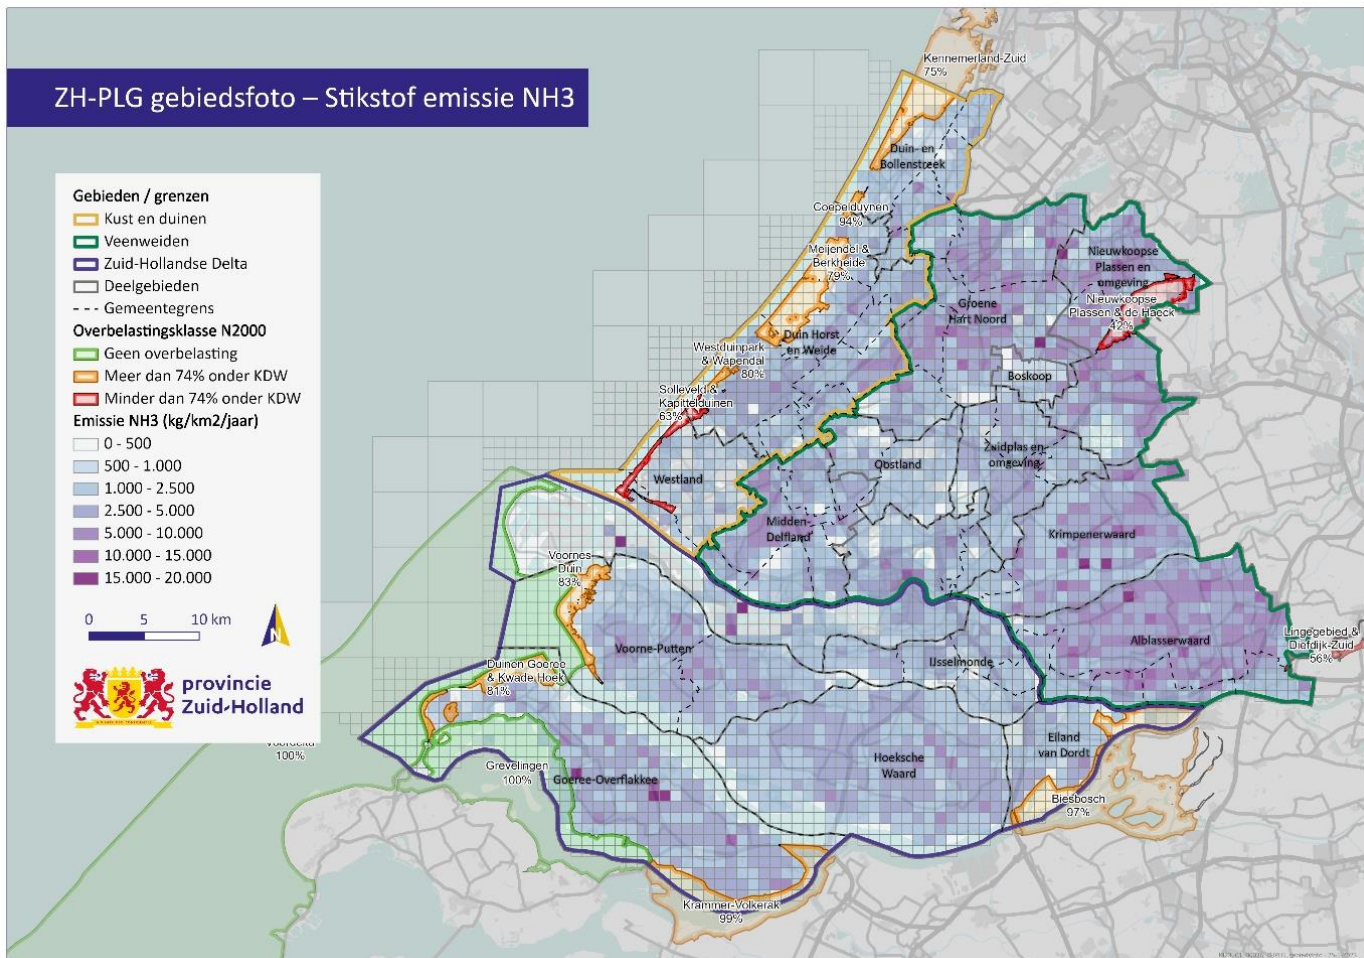 ZH-PLG gebiedsfoto – Stikstof emissie NH3
Gebieden / grenzen
Kust en duinen
Veenweiden
Zuid-Hollandse Delta
Deelgebieden
Gemeentegrens
Overbelastingsklasse N2000
Geen overbelasting
Meer dan 74% onder KDW
Minder dan 74% onder KDW
Emissie NH3 (kg/km2/jaar)
0 - 500
500 - 1.000
1.000 - 2.500
2.500 - 5.000
5.000 - 10.000
10.000 - 15.000
15.000 - 20.000
0 5 10 km
N
provincie
Zuid-Holland
Kennemerland-Zuid
75%
Duin- en
Bollenstreek
Coepelduynen
94%
Meijendel &
Berkheide
79%
Nieuwkoopse
Plassen en
omgeving
Nieuwkoopse
Plassen & de Haeck
42%
Groene
Hart Noord
Duin Horst
en Weide
Westduinpark
& Wapendal
80%
Boskoop
Solleveld &
Kapittelduinen
63%
Zuidplas en
omgeving
Obstland
Westland
Midden-
Delfland
Krimpenerwaard
Voornes
Duin
83%
Alblasserwaard
Lingegebied &
Diefdijk-Zuid
56%
Voorne-Putten
IJsselmonde
Duinen Goeree
& Kwade Hoek
81%
100%
Grevelingen
100%
Goeree-Overflakkee
Hoeksche
Waard
Eiland
van Dordt
Biesbosch
97%
Krammer-Volkerak
99%